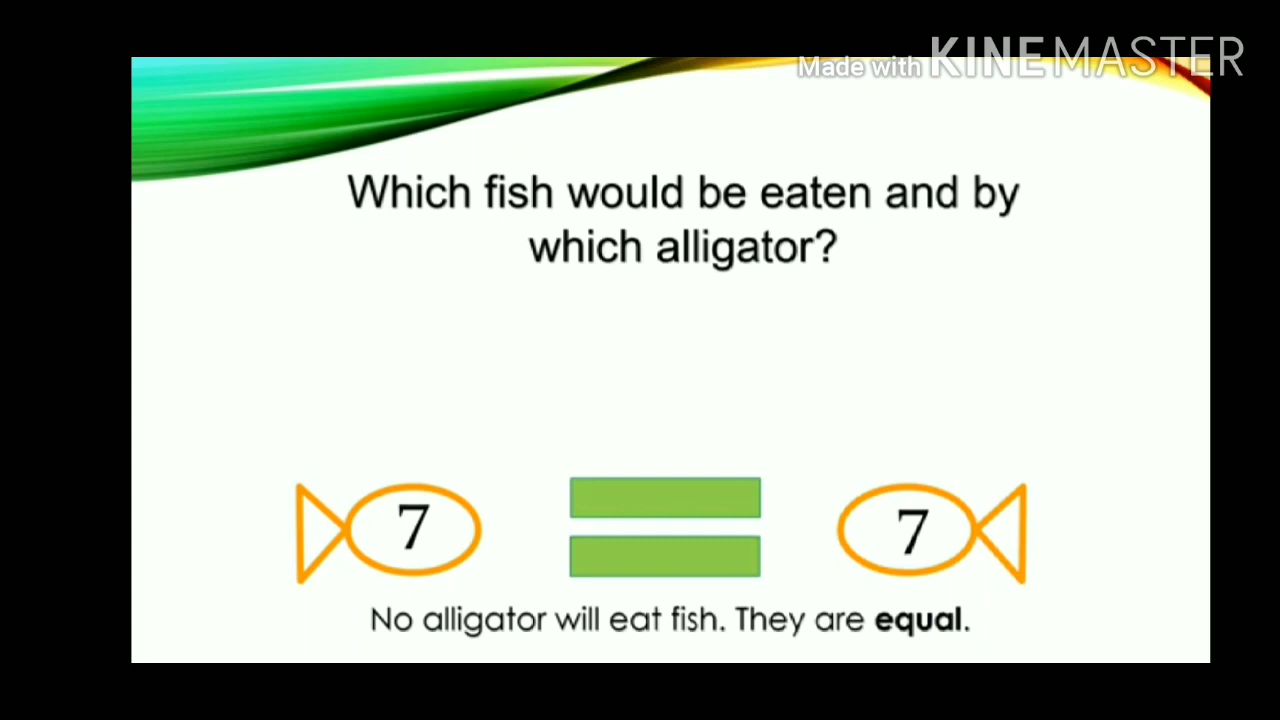 Made with KINEMASTER
Which fish would be eaten and by
which alligator?
7 = 7
No alligator will eat fish. They are equal.